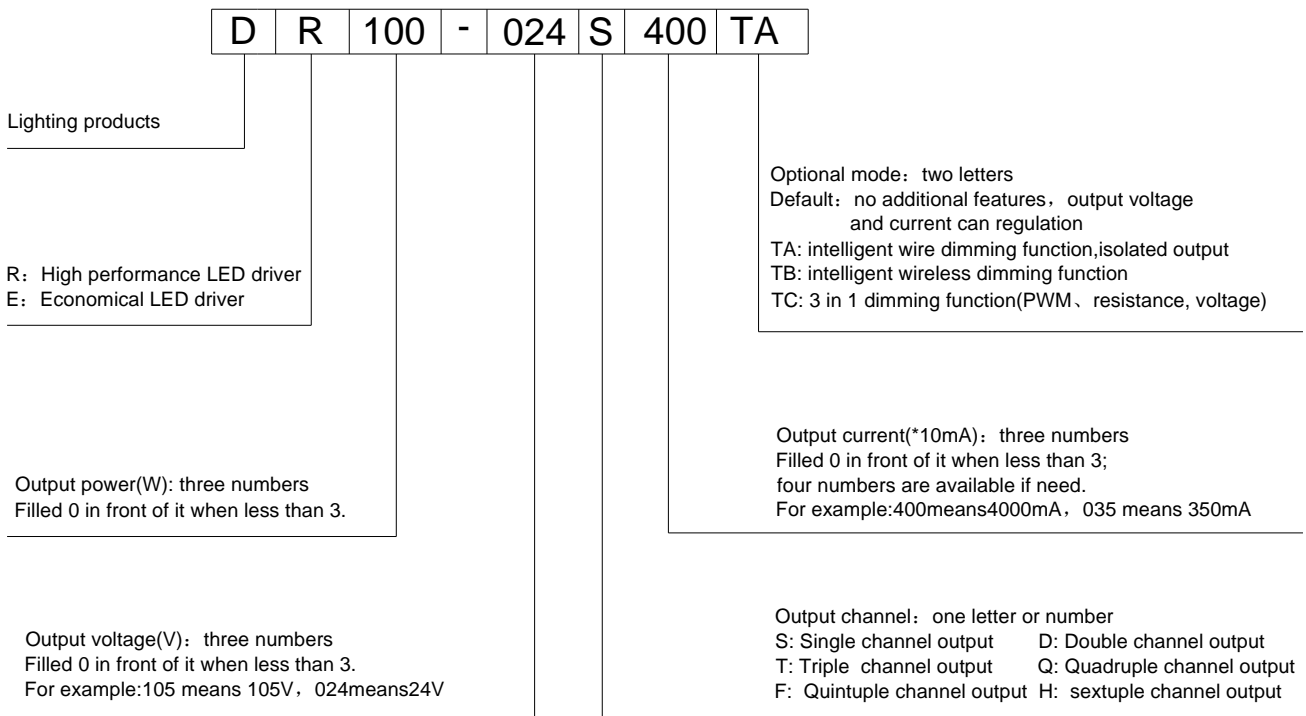 D R 100 - 024 S 400 TA
Lighting products
R：High performance LED driver
E：Economical LED driver
Output power(W): three numbers
Filled 0 in front of it when less than 3.
Output voltage(V)：three numbers
Filled 0 in front of it when less than 3.
For example:105 means 105V，024means24V
Optional mode：two letters
Default：no additional features，output voltage
and current can regulation
TA: intelligent wire dimming function,isolated output
TB: intelligent wireless dimming function
TC: 3 in 1 dimming function(PWM、resistance, voltage)
Output current(*10mA)：three numbers
Filled 0 in front of it when less than 3;
four numbers are available if need.
For example:400means4000mA，035 means 350mA
Output channel：one letter or number
S: Single channel output D: Double channel output
T: Triple channel output Q: Quadruple channel output
F: Quintuple channel output H: sextuple channel output